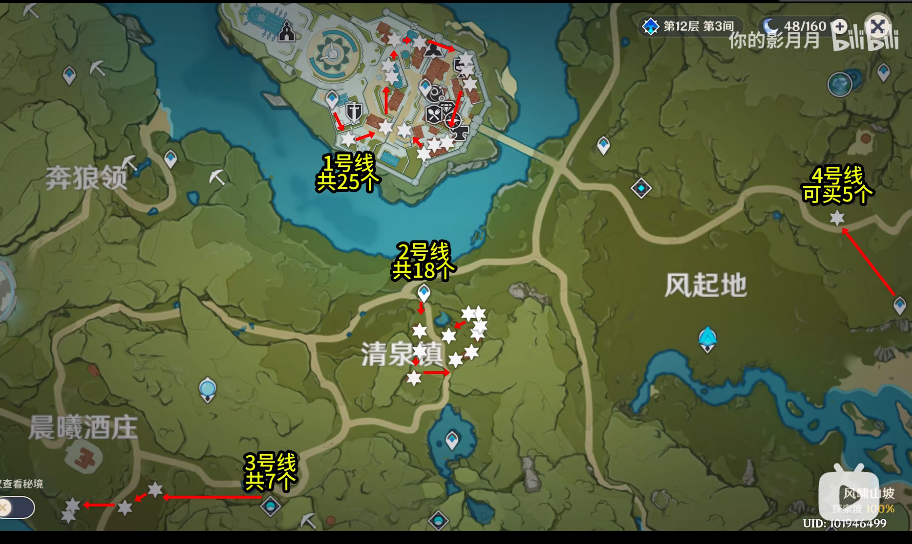 第12层 第3间
48/160
你的影月月
bilibili
奔狼领
1号线
共25个
4号线
可买5个
2号线
共18个
风起地
清泉镇
晨曦酒庄
3号线
共7个
查看秘境
风啸山坡
探索度 100%
UID: 101946499